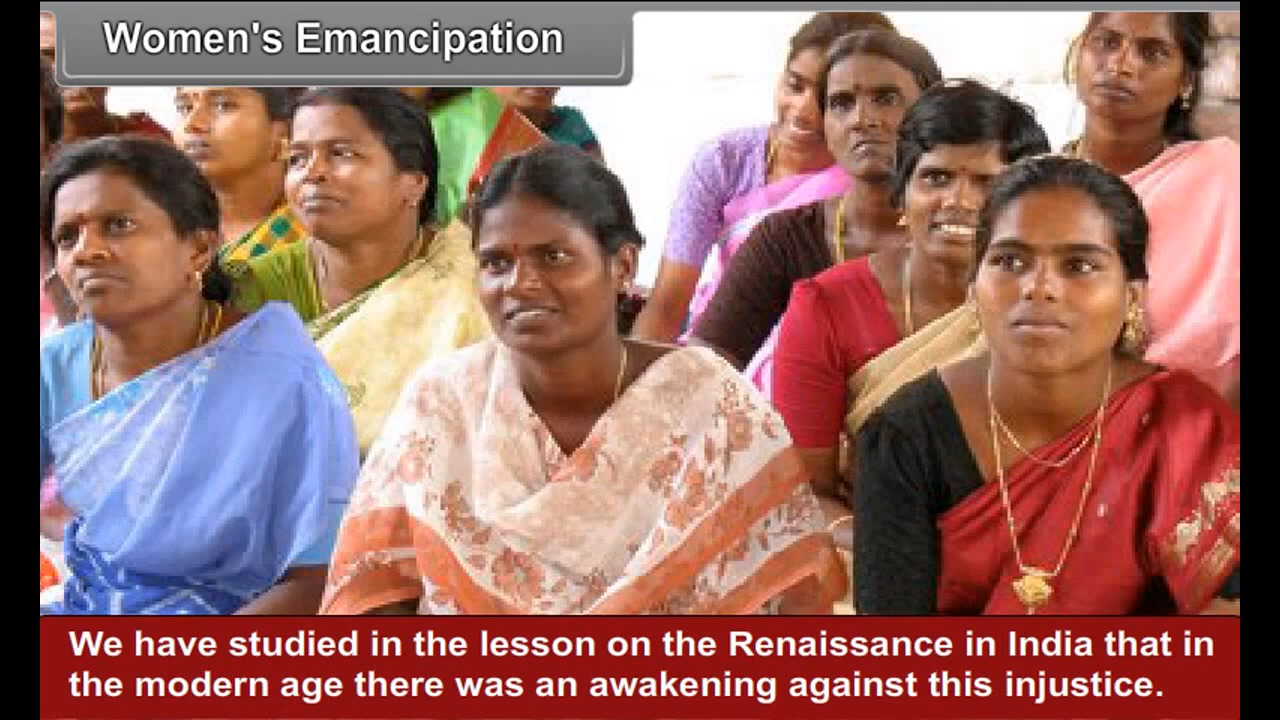 Women's Emancipation
We have studied in the lesson on the Renaissance in India that in
the modern age there was an awakening against this injustice.